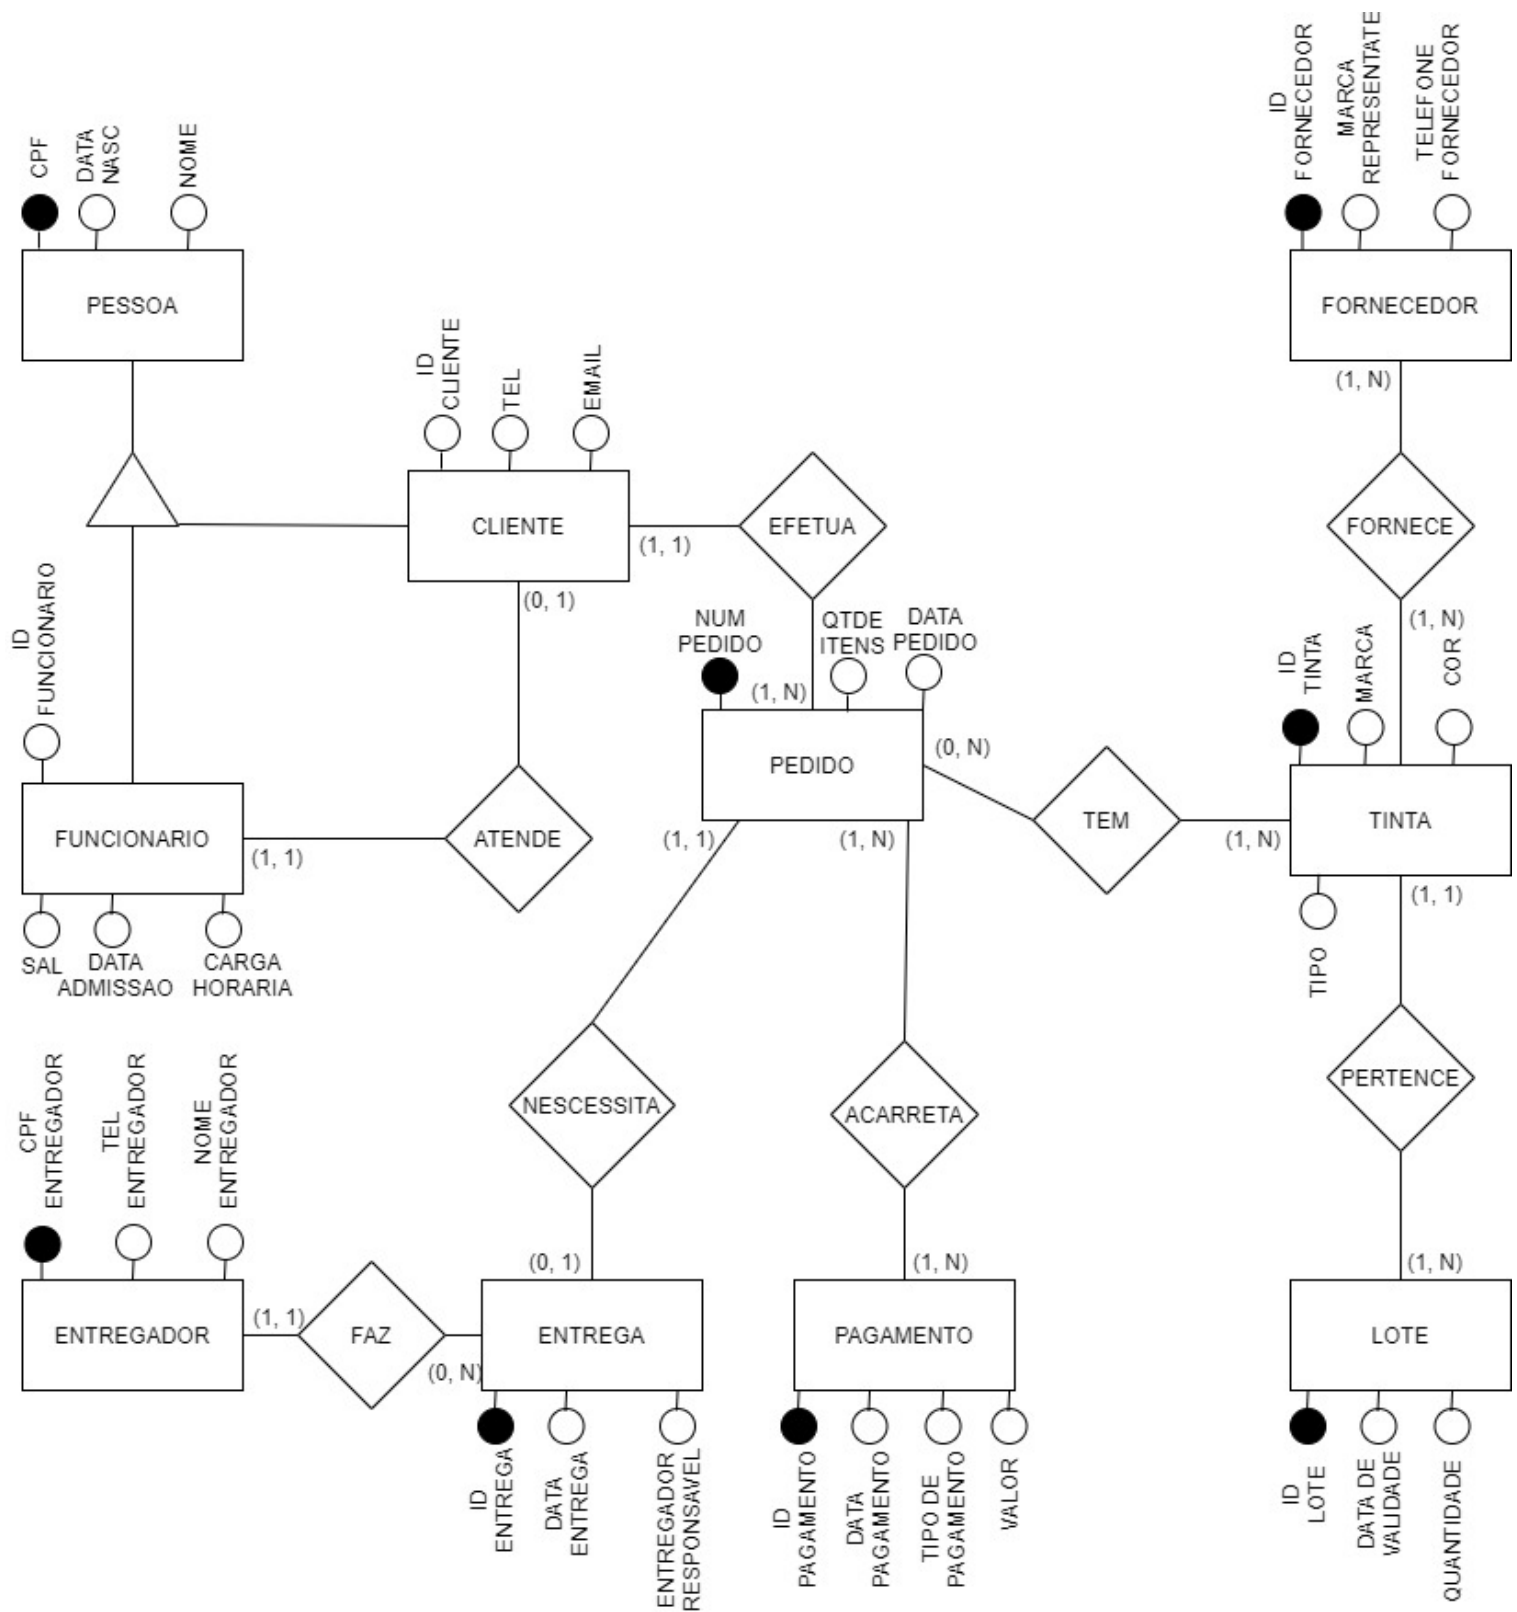 CPF
DATA
NASC
NOME
PESSOA
ID
FORNECEDOR
MARCA
REPRESENTATE
TELEFONE
FORNECEDOR
FORNECEDOR
(1, N)
FORNECE
(1, N)
ID
CLIENTE
TEL
EMAIL
CLIENTE
(1, 1)
EFETUA
(0, 1)
(1, N)
ID
FUNCIONARIO
FUNCIONARIO
(1, 1)
ATENDE
SAL
DATA
ADMISSAO
CARGA
HORARIA
NUM
PEDIDO
QTDE
ITENS
DATA
PEDIDO
PEDIDO
(0, N)
(1, 1)
(1, N)
TEM
(1, N)
ID
TINTA
MARCA
COR
TINTA
(1, 1)
TIPO
NESCESSITA
ACARRETA
PERTENCE
CPF
ENTREGADOR
TEL
ENTREGADOR
NOME
ENTREGADOR
ENTREGADOR
(1, 1)
FAZ
(0, N)
(0, 1)
ENTREGA
ID
ENTREGA
DATA
ENTREGA
ENTREGADOR
RESPONSAVEL
(1, N)
PAGAMENTO
ID
PAGAMENTO
DATA
PAGAMENTO
TIPO DE
PAGAMENTO
VALOR
(1, N)
LOTE
ID
LOTE
DATA DE
VALIDADE
QUANTIDADE